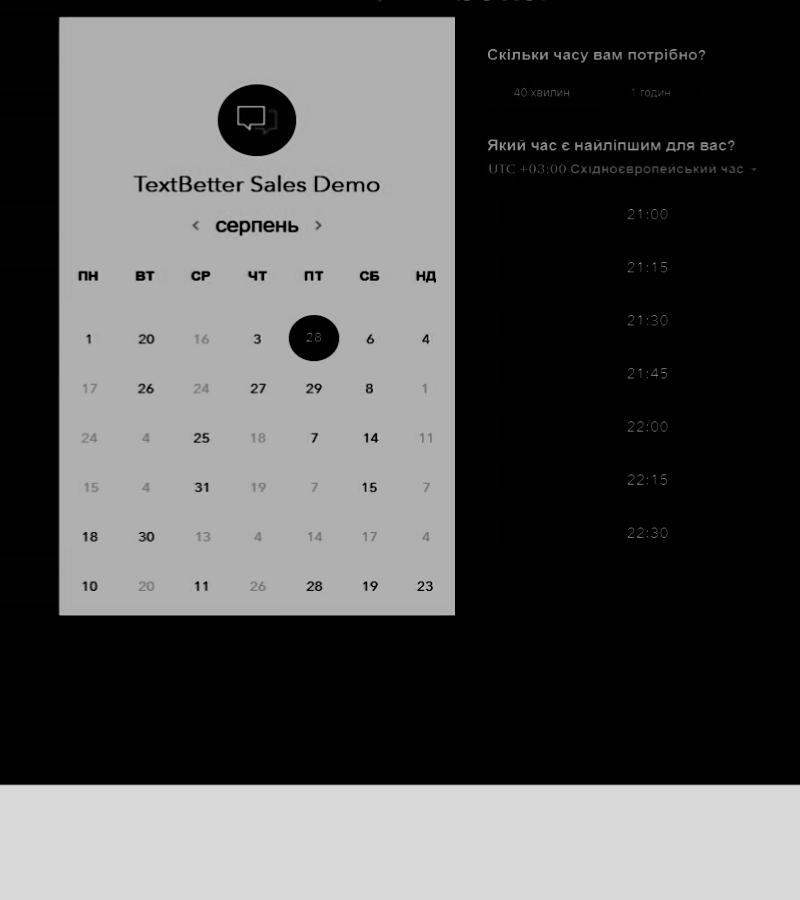 TextBetter Sales Demo
< серпень >
ПН ВТ СР ЧТ ПТ СБ НД
1 20 16 3 28 6 4
17 26 24 27 29 8 1
24 4 25 18 7 14 11
15 4 31 19 7 15 7
18 30 13 4 14 17 4
10 20 11 26 28 19 23
Скільки часу вам потрібно?
40 хвилин 1 годин
Який час є найліпшим для вас?
UTC +03:00 Східноєвропейський час
21:00
21:15
21:30
21:45
22:00
22:15
22:30